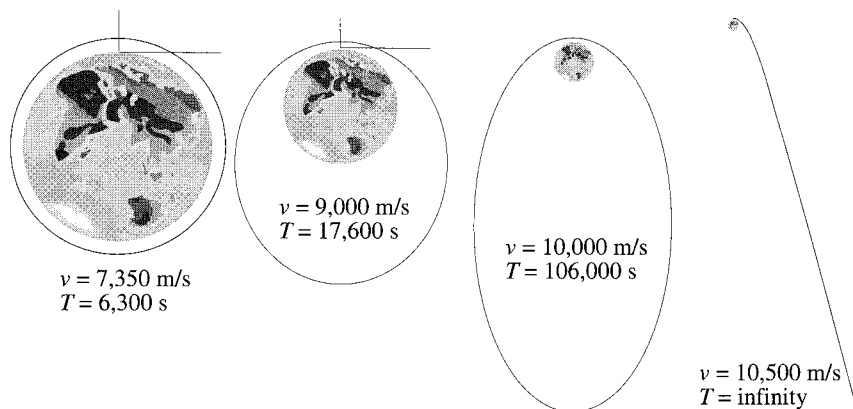 v = 7,350 m/s
T = 6,300 s
v = 9,000 m/s
T = 17,600 s
v = 10,000 m/s
T = 106,000 s
v = 10,500 m/s
T = infinity